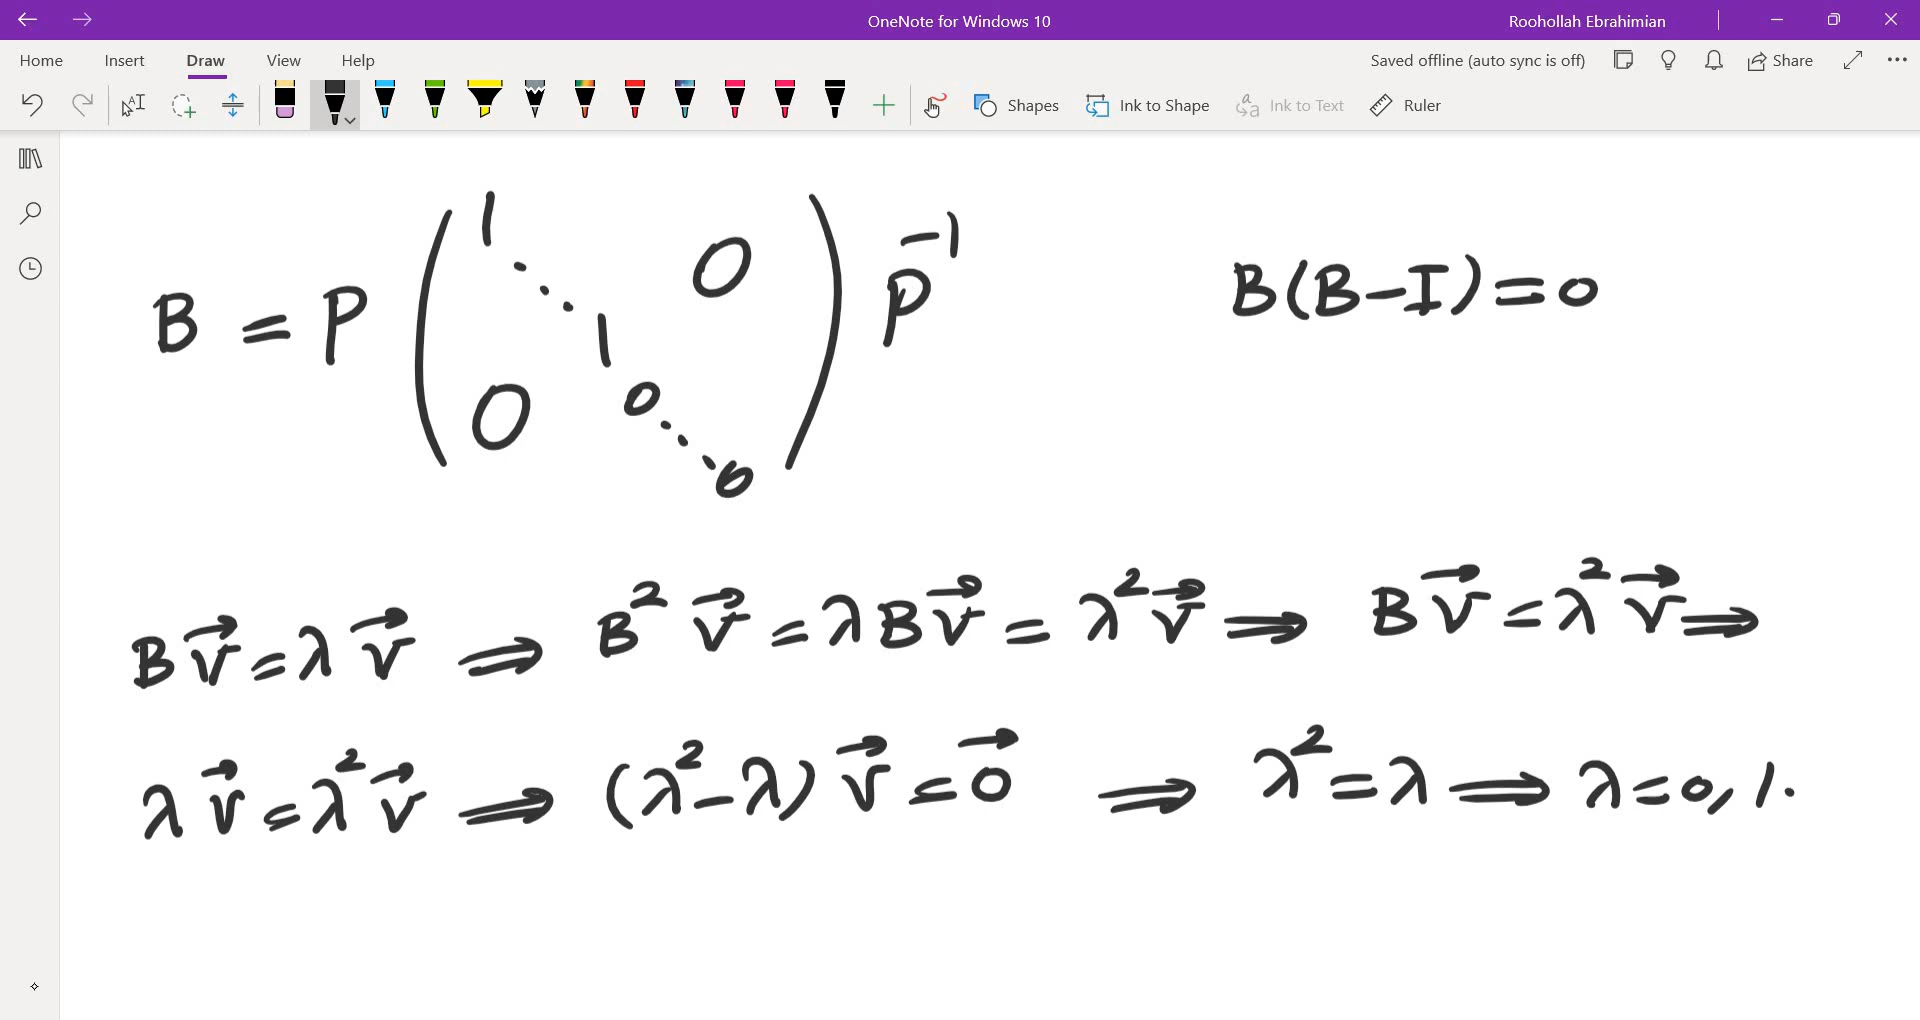 OneNote for Windows 10
Roohollah Ebrahimian
Home Insert Draw View Help
Saved offline (auto sync is off) Share
Shapes Ink to Shape Ink to Text Ruler
B = P ( 1 ⋱ 1 0 ⋱ 0 0 0 ) P⁻¹
B(B-I)=0
Bv⃗=λv⃗ ⟹ B²v⃗=λBv⃗=λ²v⃗ ⟹ Bv⃗=λ²v⃗ ⟹
λv⃗=λ²v⃗ ⟹ (λ²-λ)v⃗=0⃗ ⟹ λ²=λ ⟹ λ=0, 1.